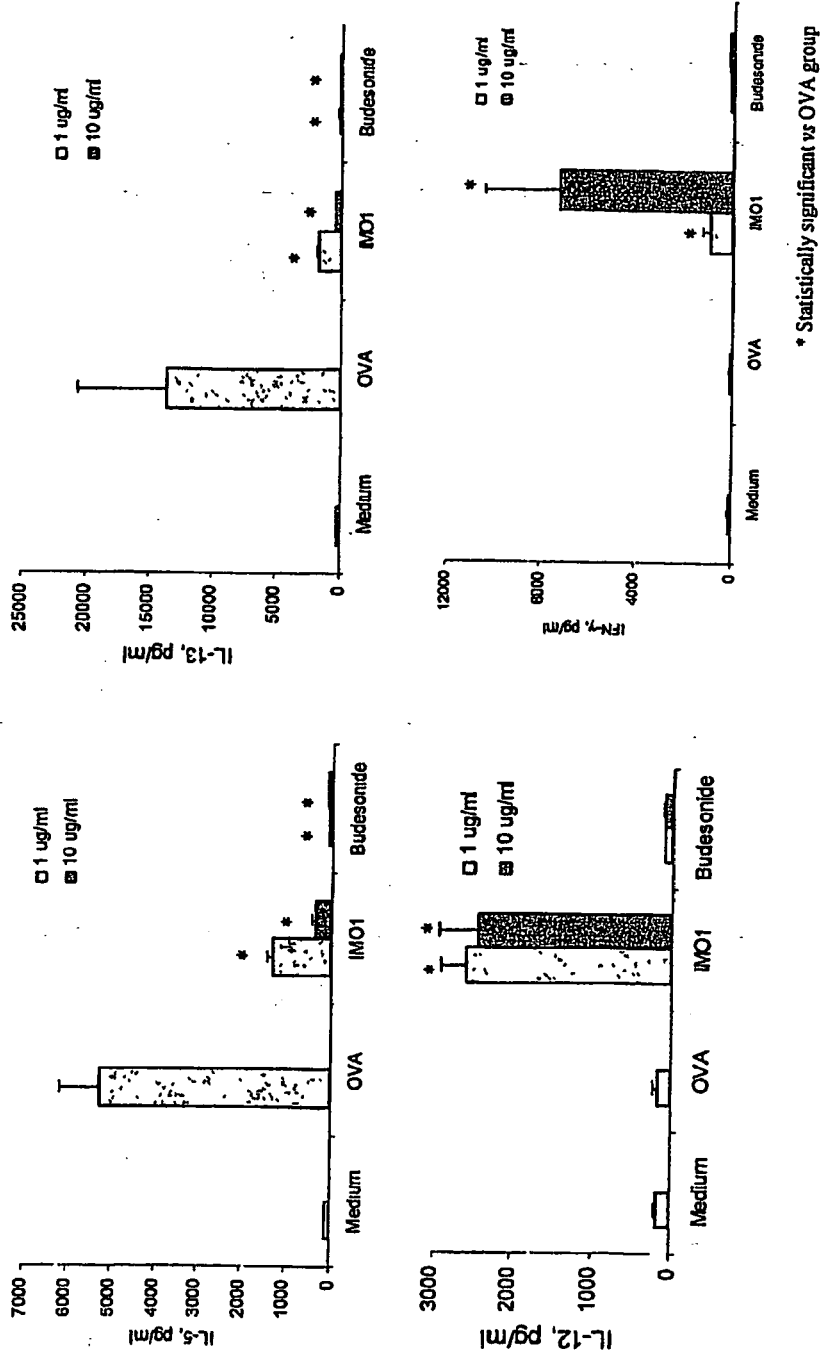 IL-5, pg/ml
7000
6000
5000
4000
3000
2000
1000
0
Medium
OVA
IMO1
Budesonide
1 ug/ml
10 ug/ml
*
*
*
*
IL-13, pg/ml
25000
20000
15000
10000
5000
0
Medium
OVA
IMO1
Budesonide
1 ug/ml
10 ug/ml
*
*
*
*
IL-12, pg/ml
3000
2000
1000
0
Medium
OVA
IMO1
Budesonide
1 ug/ml
10 ug/ml
*
*
IFN-γ, pg/ml
12000
8000
4000
0
Medium
OVA
IMO1
Budesonide
1 ug/ml
10 ug/ml
*
*
* Statistically significant vs OVA group